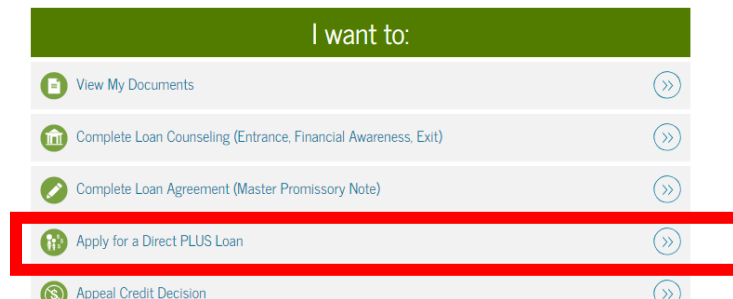 I want to:
View My Documents
Complete Loan Counseling (Entrance, Financial Awareness, Exit)
Complete Loan Agreement (Master Promissory Note)
Apply for a Direct PLUS Loan
Appeal Credit Decision